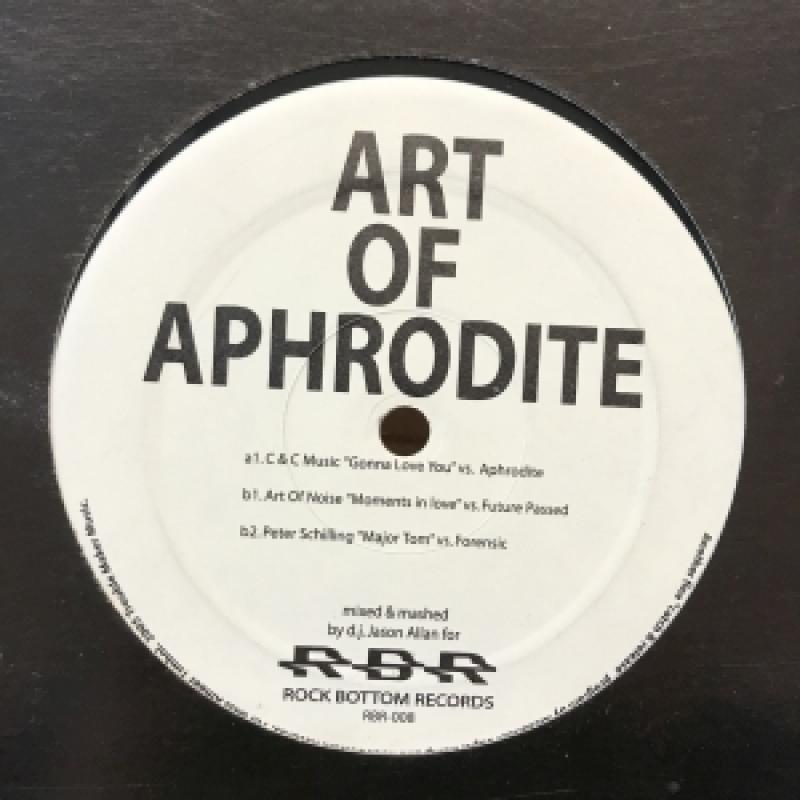 ART
OF
APHRODITE
a1. C & C Music "Gonna Love You" vs. Aphrodite
b1. Art Of Noise "Moments in love" vs. Future Passed
b2. Peter Schilling "Major Tom" vs. Forensic
mixed & mashed
by d.j. Jason Allan for
RBR
ROCK BOTTOM RECORDS
RBR-008